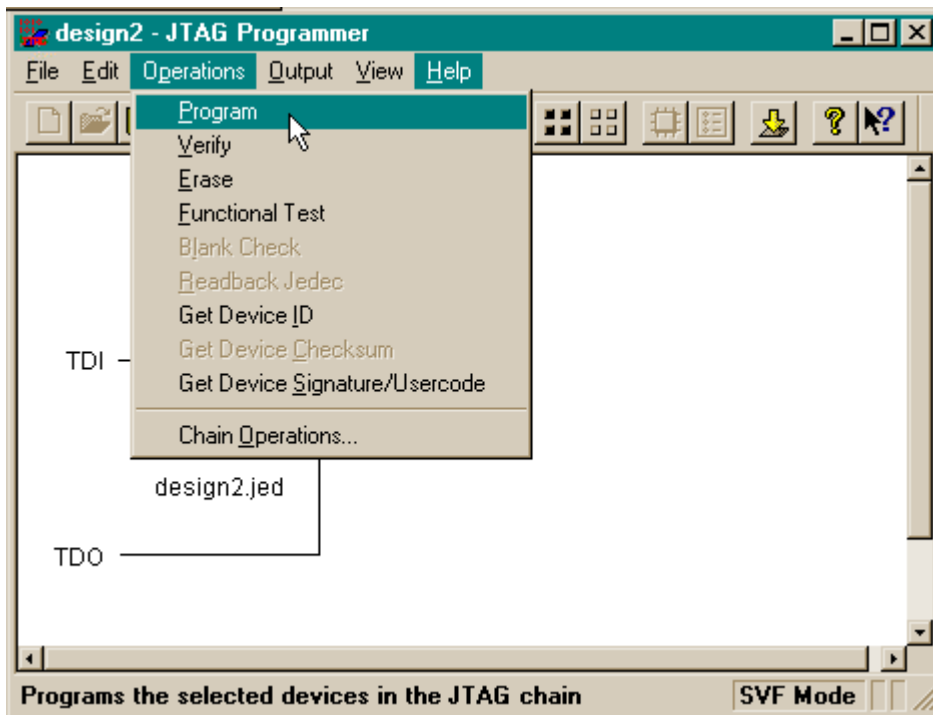 design2 - JTAG Programmer
File Edit Operations Output View Help
Program
Verify
Erase
Functional Test
Blank Check
Readback Jedec
Get Device ID
Get Device Checksum
TDI
Get Device Signature/Usercode
Chain Operations...
design2.jed
TDO
Programs the selected devices in the JTAG chain SVF Mode